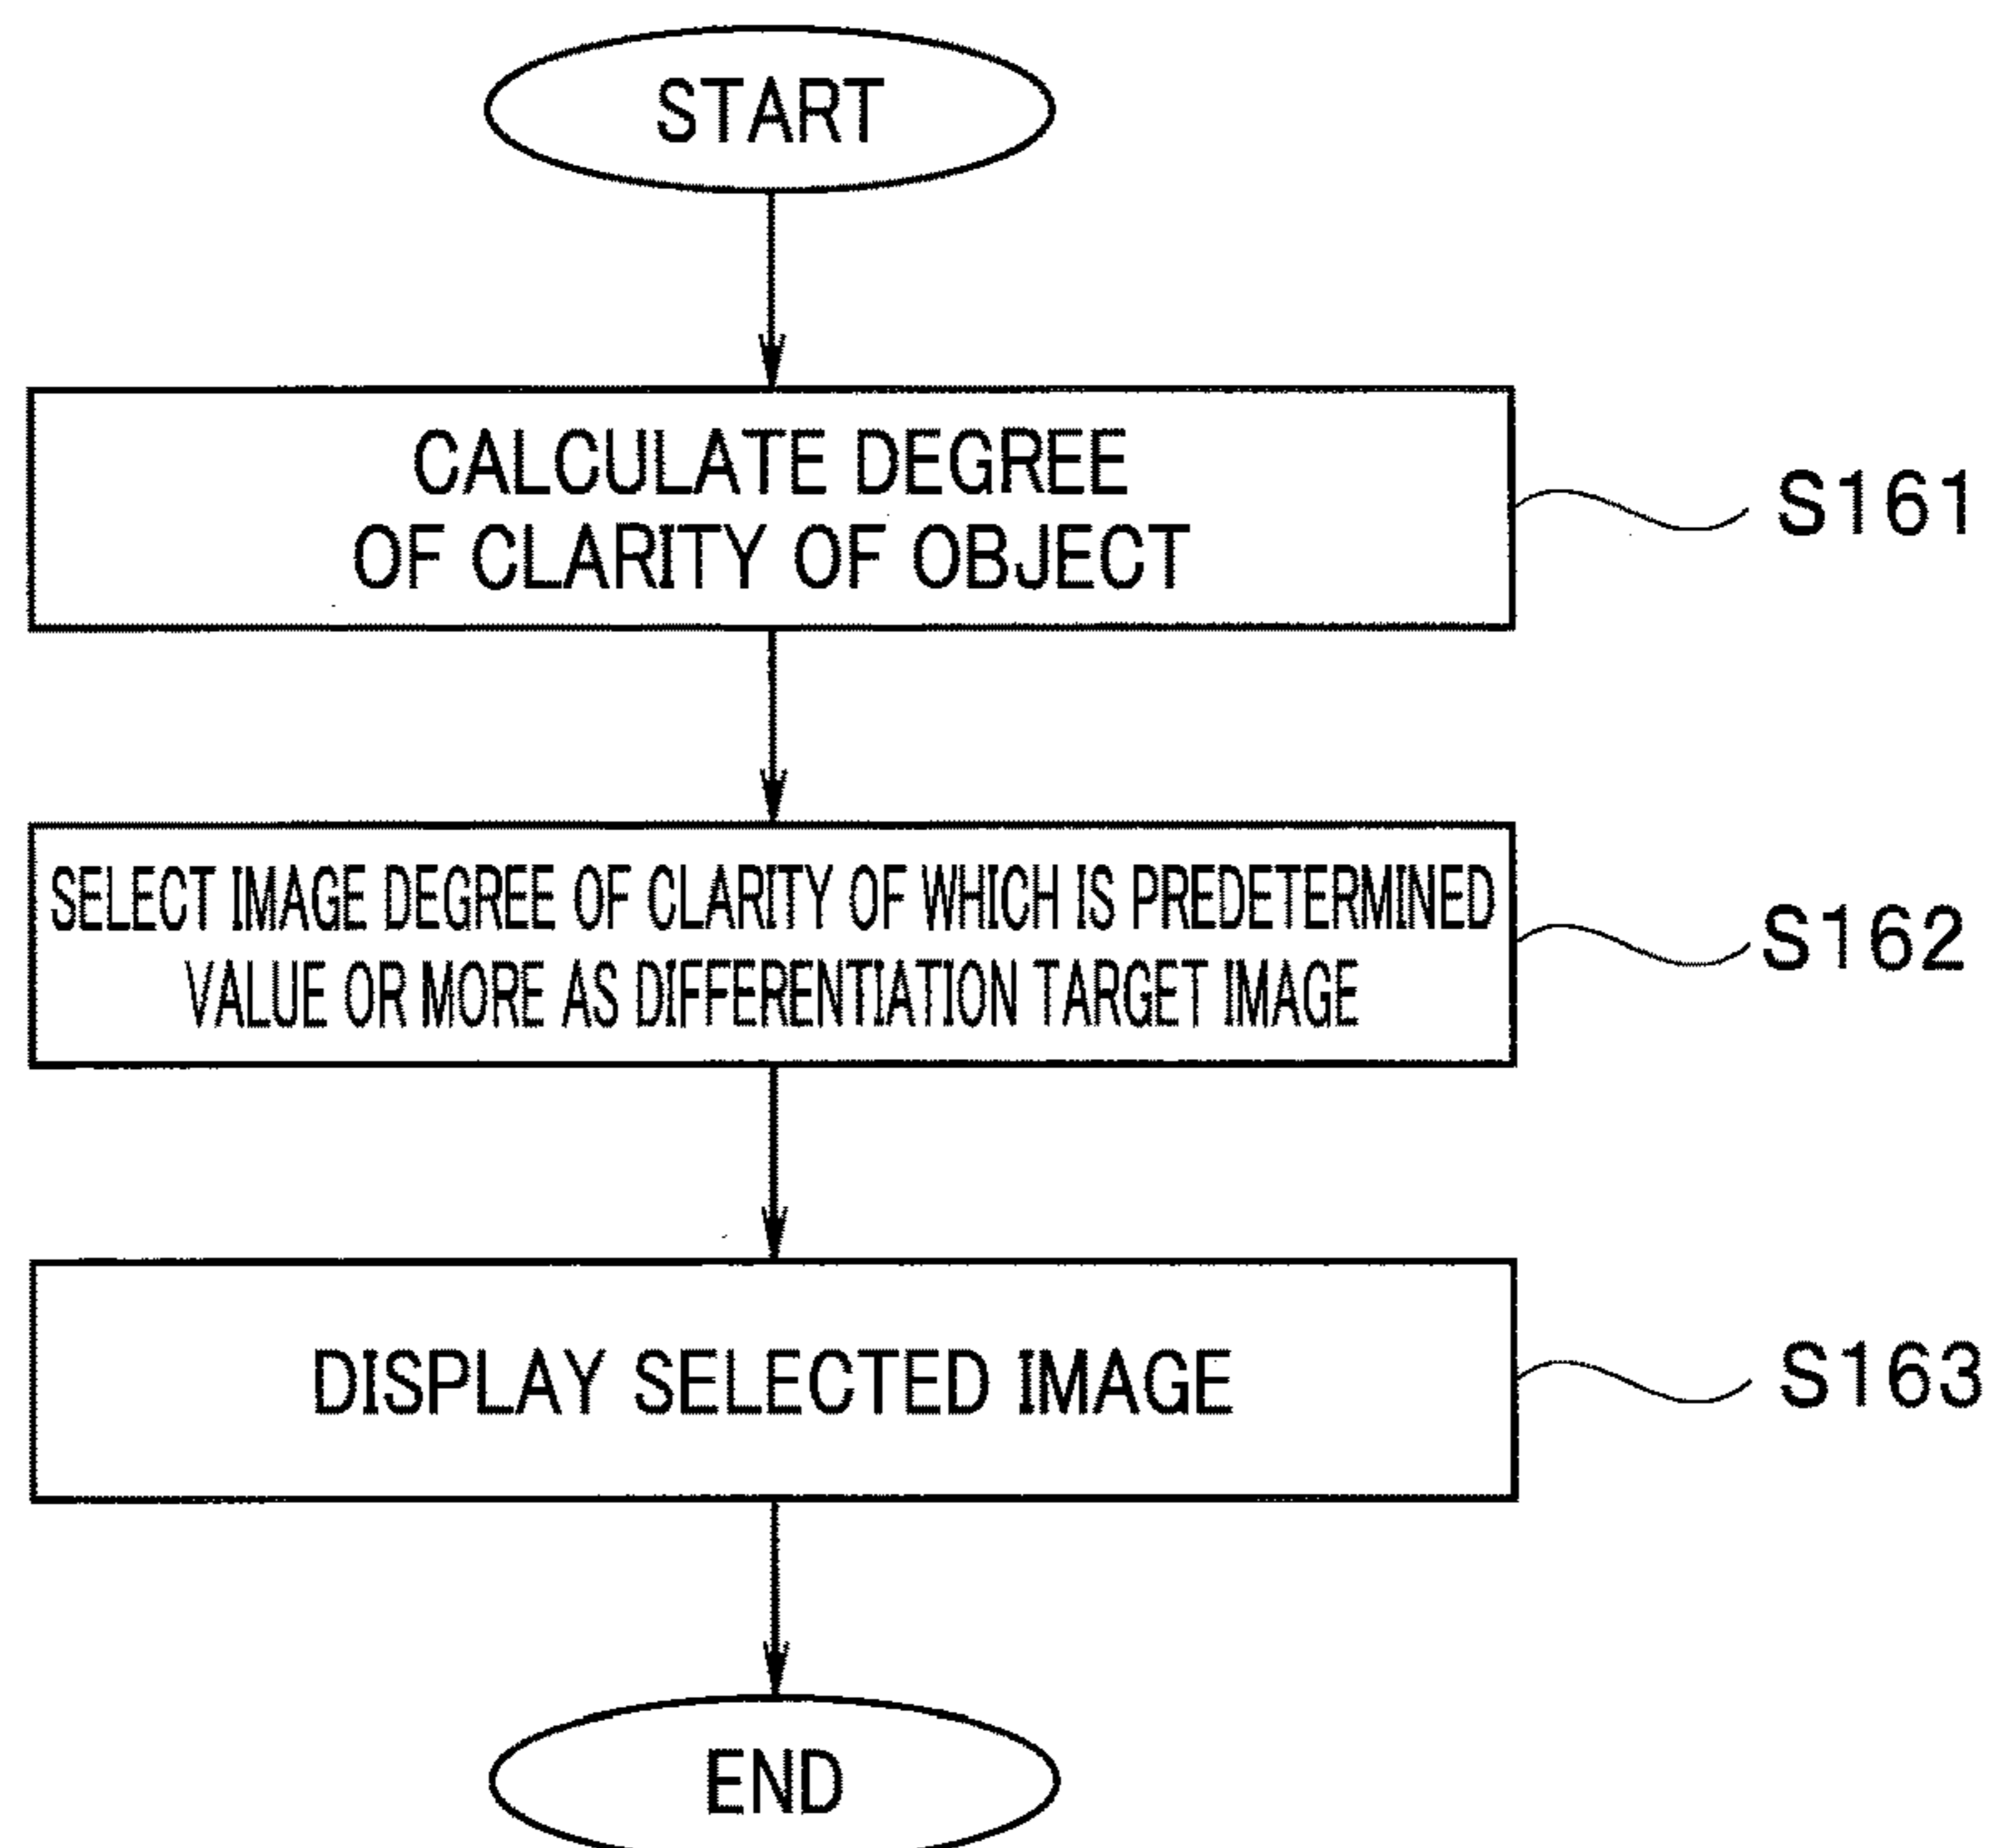 START
CALCULATE DEGREE
OF CLARITY OF OBJECT
S161
SELECT IMAGE DEGREE OF CLARITY OF WHICH IS PREDETERMINED
VALUE OR MORE AS DIFFERENTIATION TARGET IMAGE
S162
DISPLAY SELECTED IMAGE
S163
END